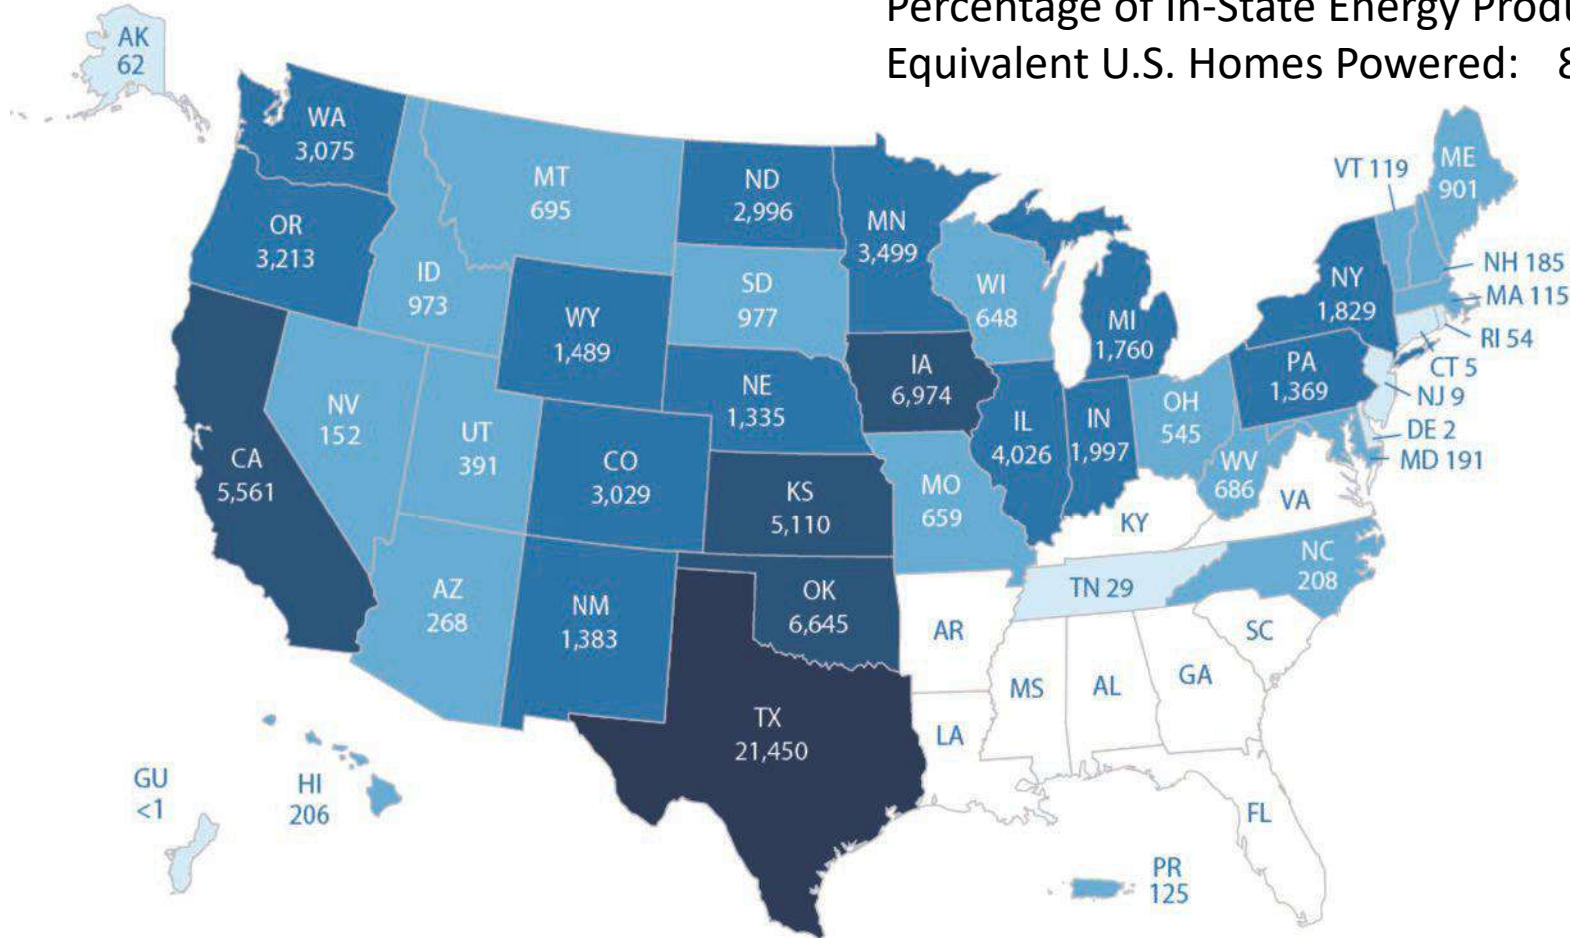 Percentage of In-State Energy
Equivalent U.S. Homes Powered:
AK
62
WA
3,075
MT
695
ND
2,996
MN
3,499
VT 119
ME
901
OR
3,213
ID
973
SD
977
WI
648
MI
1,760
NY
1,829
NH 185
MA 115
RI 54
CT 5
NJ 9
DE 2
MD 191
WY
1,489
IA
6,974
PA
1,369
NE
1,335
NV
152
UT
391
CO
3,029
IL
4,026
IN
1,997
OH
545
WV
686
VA
CA
5,561
KS
5,110
MO
659
KY
NC
208
TN 29
AZ
268
NM
1,383
OK
6,645
AR
SC
MS
AL
GA
LA
TX
21,450
FL
GU
<1
HI
206
PR
125